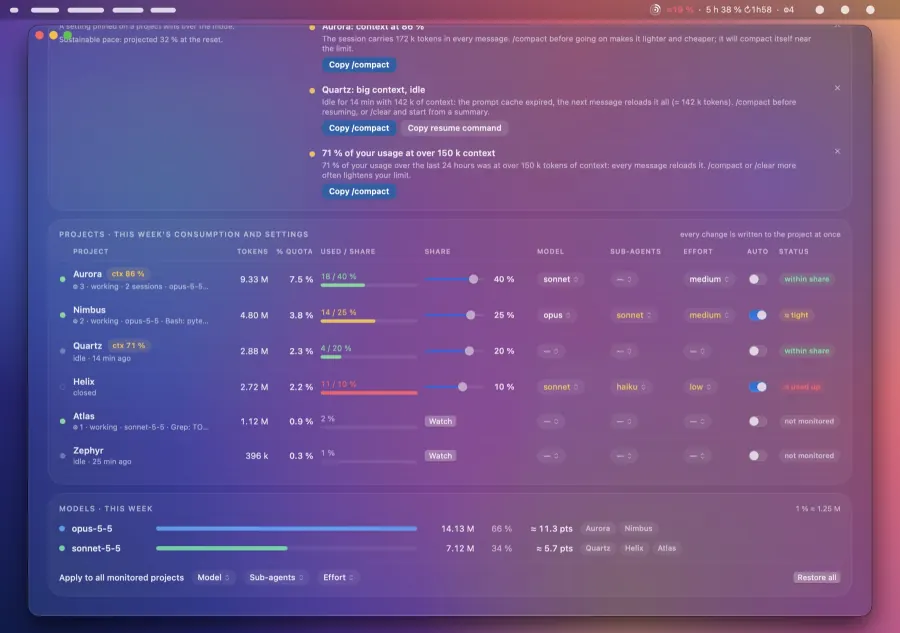 ≈19 % · 5 h 38 % 1h58 · 4
A setting pinned on a project wins over the mode.
Sustainable pace: projected 32 % at the reset.
Aurora: context at 86 %
The session carries 172 k tokens in every message. /compact before going on makes it lighter and cheaper; it will compact itself near
the limit.
Copy /compact
Quartz: big context, idle
Idle for 14 min with 142 k of context: the prompt cache expired, the next message reloads it all (≈ 142 k tokens). /compact before
resuming, or /clear and start from a summary.
Copy /compact Copy resume command
71 % of your usage at over 150 k context
71 % of your usage over the last 24 hours was at over 150 k tokens of context: every message reloads it. /compact or /clear more
often lightens your limit.
Copy /compact
PROJECTS · THIS WEEK'S CONSUMPTION AND SETTINGS every change is written to the project at once
PROJECT TOKENS % QUOTA USED / SHARE SHARE MODEL SUB-AGENTS EFFORT AUTO STATUS
Aurora ctx 86 % 9.33 M 7.5 % 16 / 40 % 40 % sonnet — medium within share
3 · working · 2 sessions · opus-5-5…
Nimbus 4.80 M 3.8 % 14 / 25 % 25 % opus sonnet medium ≈ tight
2 · working · opus-5-5 · Bash: pyte…
Quartz ctx 71 % 2.88 M 2.3 % 4 / 20 % 20 % — — — within share
idle · 14 min ago
Helix 2.72 M 2.2 % 11 / 10 % 10 % sonnet haiku low used up
closed
Atlas 1.12 M 0.9 % 2 % Watch — — — not monitored
1 · working · sonnet-5-5 · Grep: TO…
Zephyr 396 k 0.3 % 1 % Watch — — — not monitored
idle · 25 min ago
MODELS · THIS WEEK 1 % ≈ 1.25 M
opus-5-5 14.13 M 66 % ≈ 11.3 pts Aurora Nimbus
sonnet-5-5 7.12 M 34 % ≈ 5.7 pts Quartz Helix Atlas
Apply to all monitored projects Model Sub-agents Effort Restore all